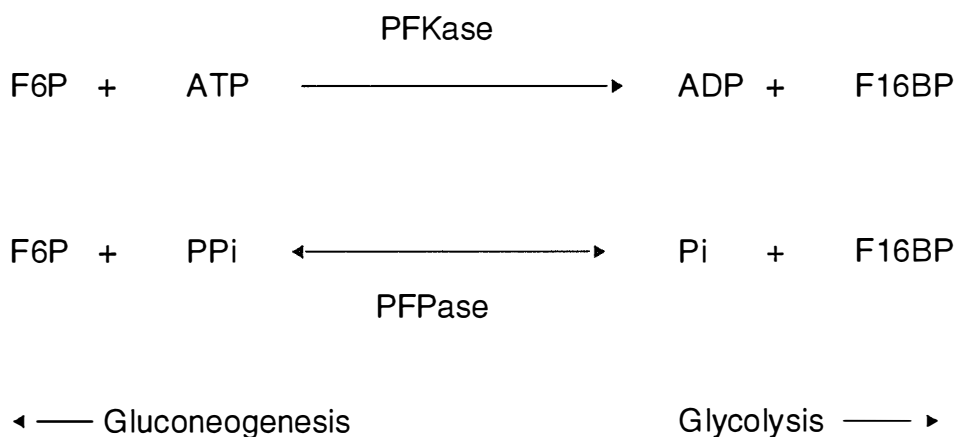 PFKase
F6P + ATP ADP + F16BP
F6P + PPi Pi + F16BP
PFPase
Gluconeogenesis Glycolysis